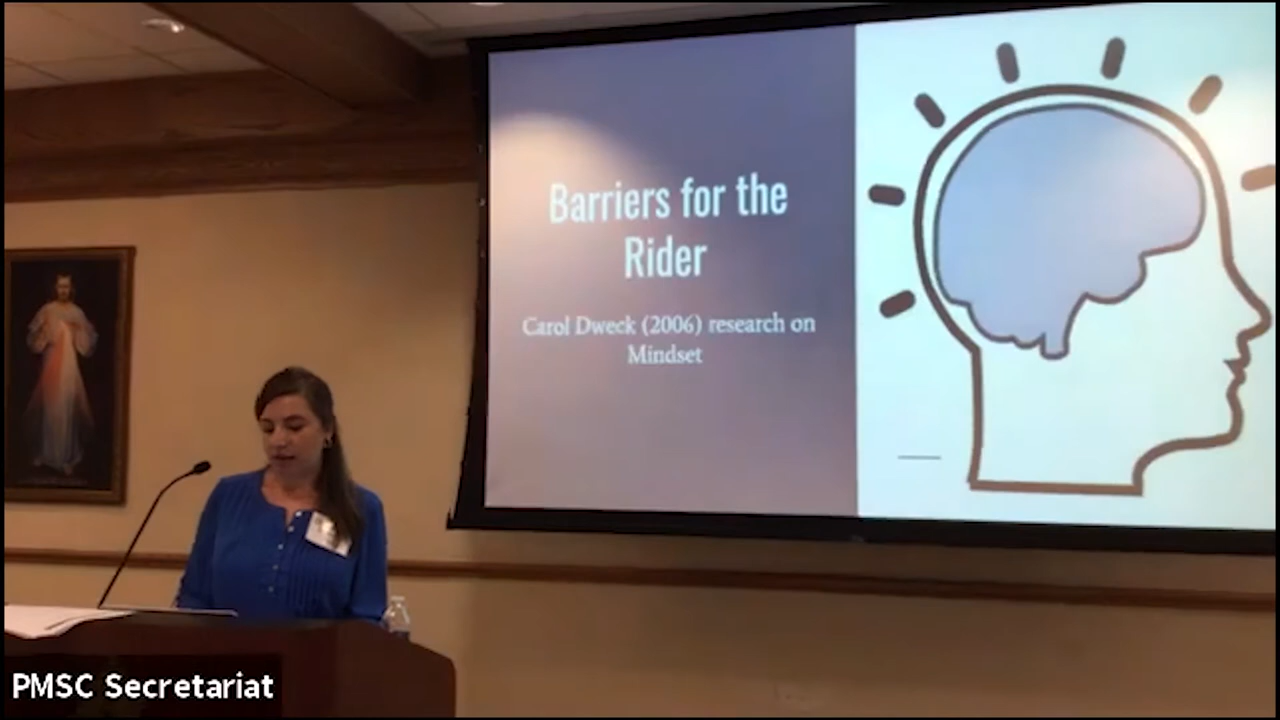 Barriers for the
Rider
Carol Dweck (2006) research on
Mindset
PMSC Secretariat